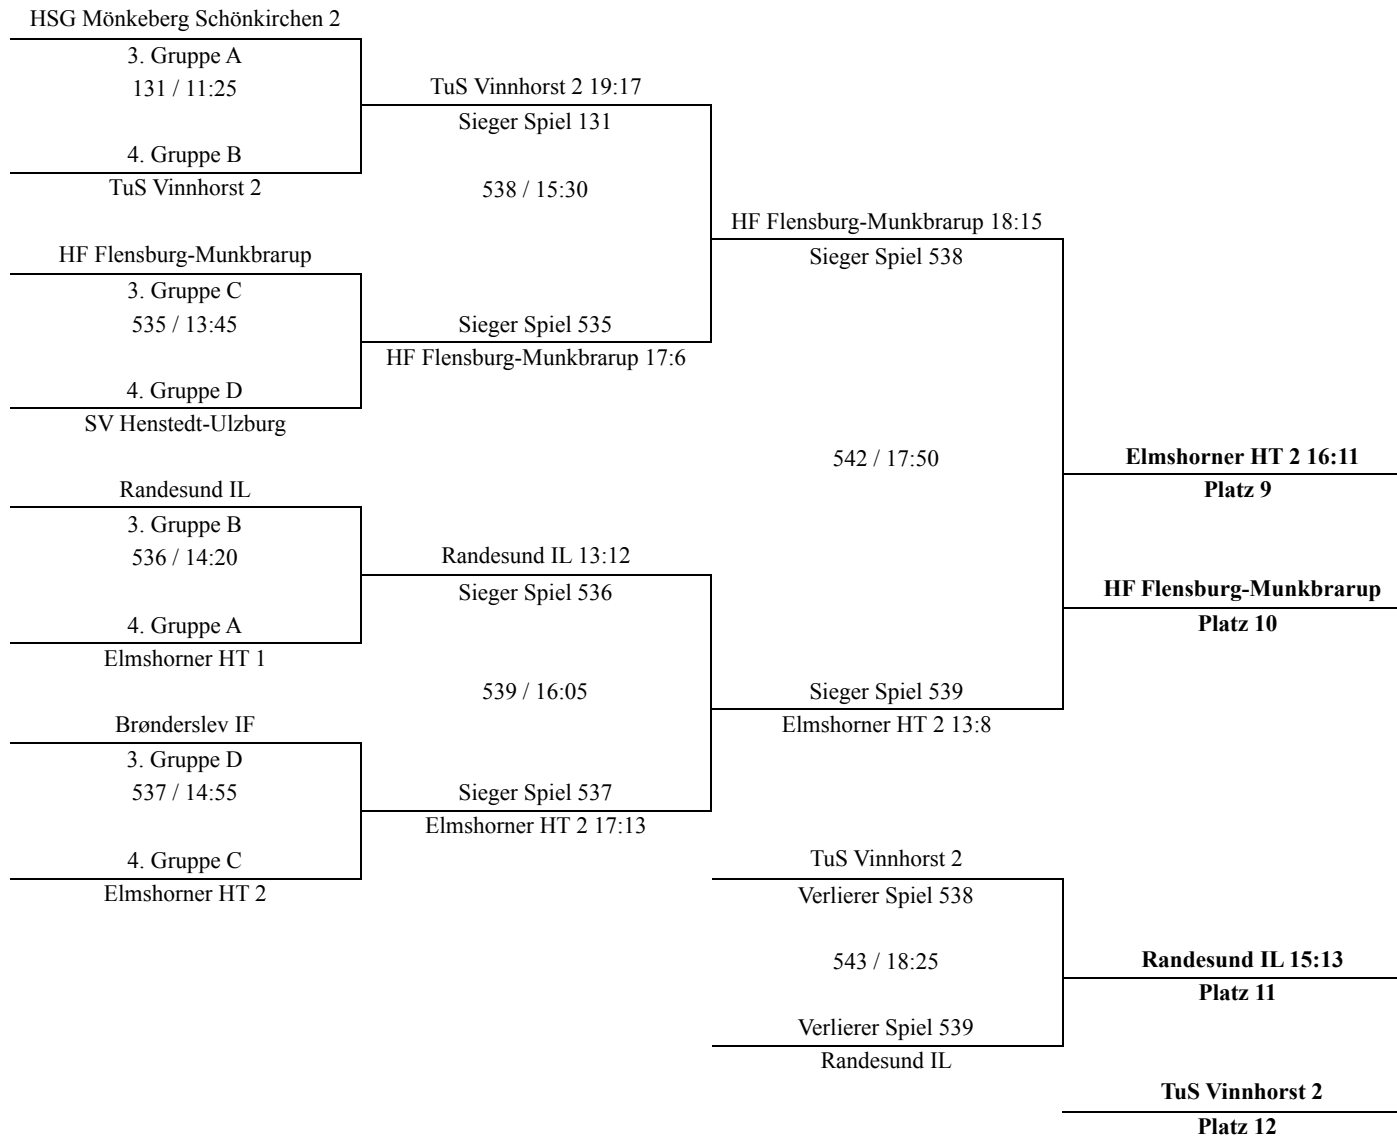 HSG Mönkeberg Schönkirchen 2
3. Gruppe A
131 / 11:25
4. Gruppe B
TuS Vinnhorst 2
HF Flensburg-Munkbrarup
3. Gruppe C
535 / 13:45
4. Gruppe D
SV Henstedt-Ulzburg
Randesund IL
3. Gruppe B
536 / 14:20
4. Gruppe A
Elmshorner HT 1
Brønderslev IF
3. Gruppe D
537 / 14:55
4. Gruppe C
Elmshorner HT 2
TuS Vinnhorst 2 19:17
Sieger Spiel 131
538 / 15:30
Sieger Spiel 535
HF Flensburg-Munkbrarup 17:6
Randesund IL 13:12
Sieger Spiel 536
539 / 16:05
Sieger Spiel 537
Elmshorner HT 2 17:13
HF Flensburg-Munkbrarup 18:15
Sieger Spiel 538
542 / 17:50
Sieger Spiel 539
Elmshorner HT 2 13:8
TuS Vinnhorst 2
Verlierer Spiel 538
543 / 18:25
Verlierer Spiel 539
Randesund IL
Elmshorner HT 2 16:11
Platz 9
HF Flensburg-Munkbrarup
Platz 10
Randesund IL 15:13
Platz 11
TuS Vinnhorst 2
Platz 12